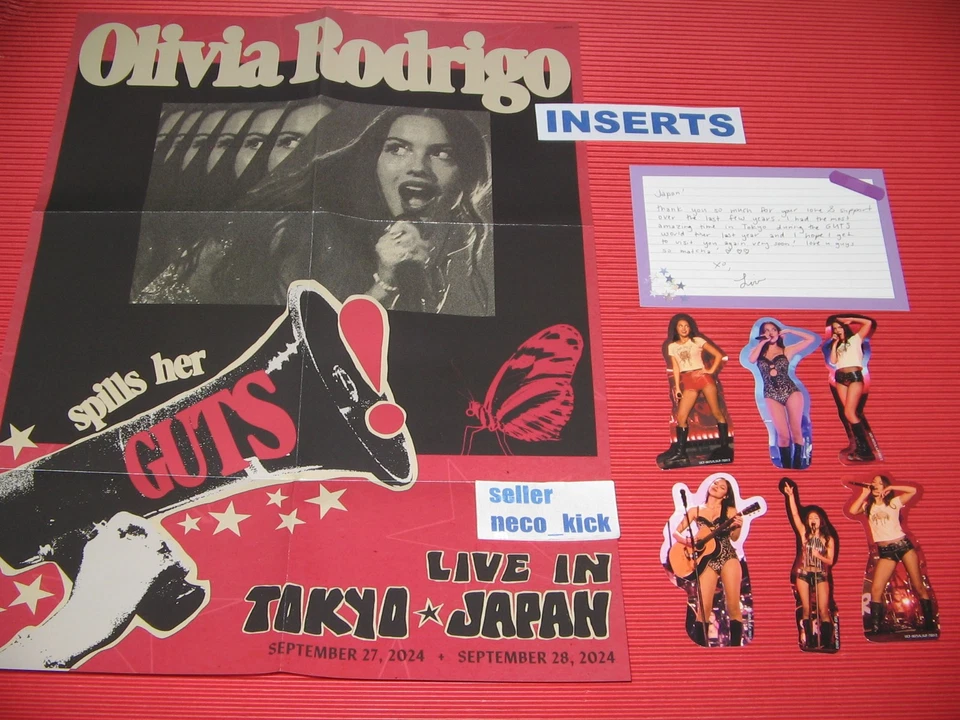 Olivia Rodrigo
INSERTS
Japan!
Thank you so much for your love & support
over the last few years. I had the most
amazing time in Tokyo during the GUTS
world tour last year and I hope I get
to visit you again very soon! love u guys
so
xo,
Liv
spills her
GUTS
seller
neco_kick
LIVE IN
TOKYO JAPAN
SEPTEMBER 27, 2024 + SEPTEMBER 28, 2024